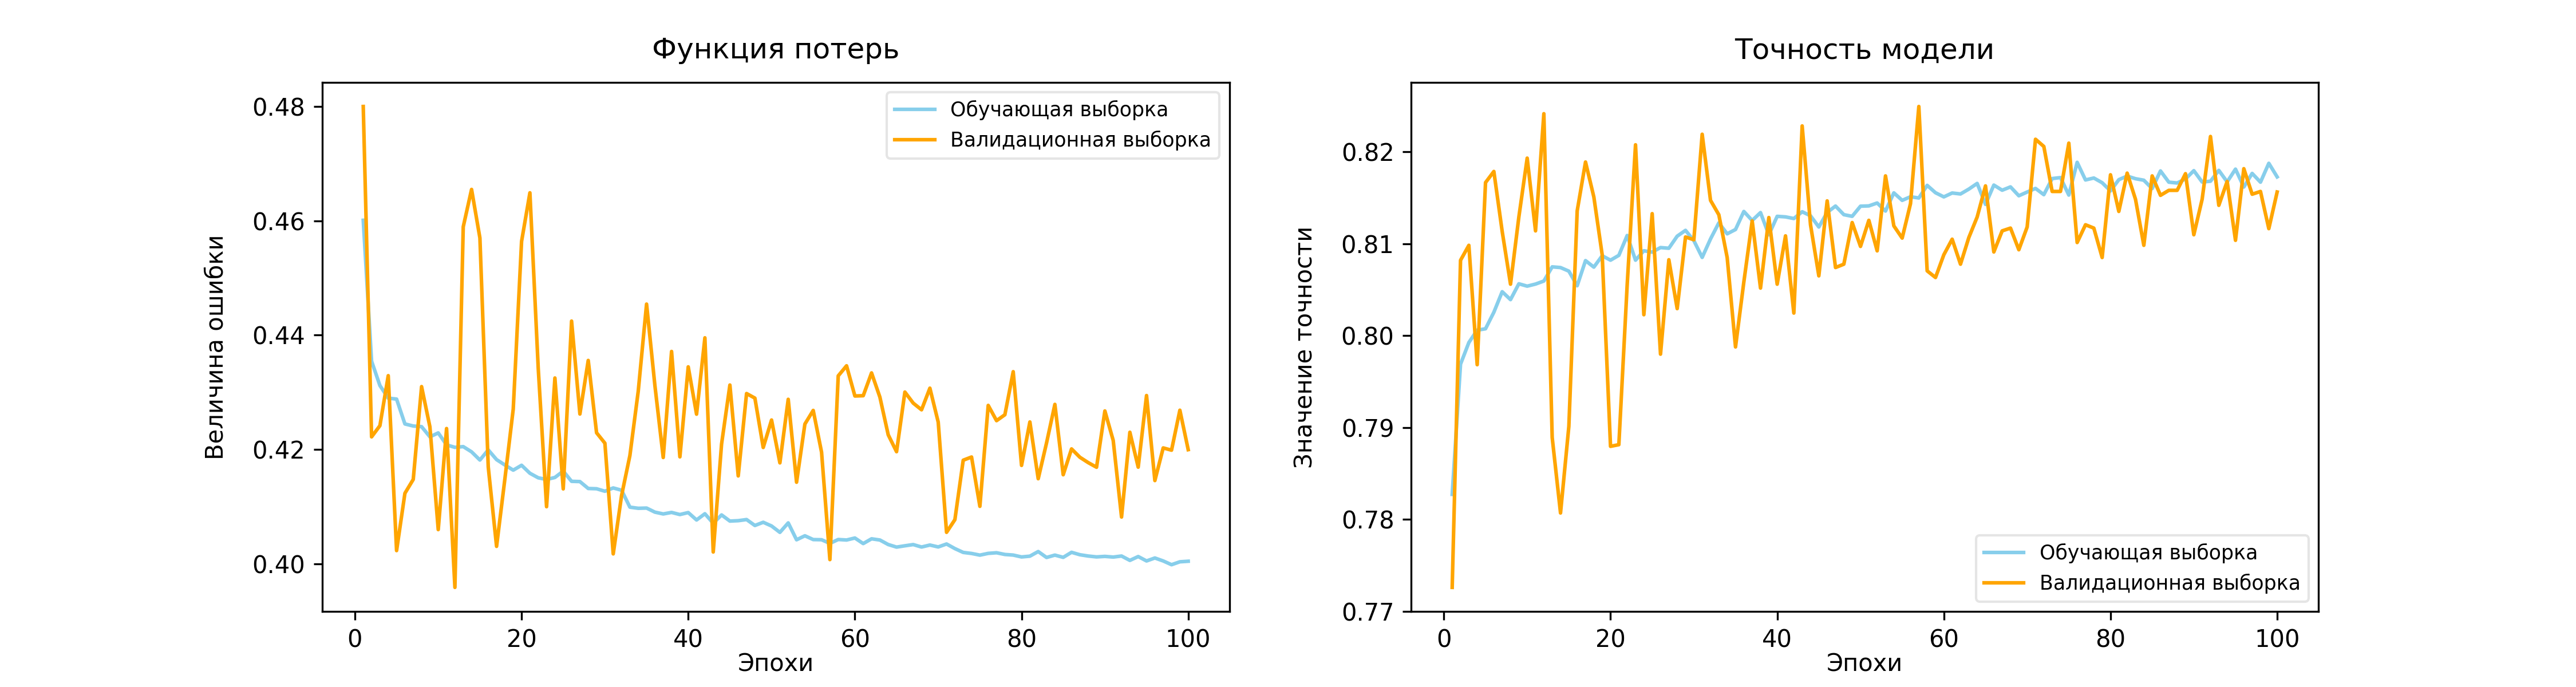 Функция потерь
Величина ошибки
0.48
0.46
0.44
0.42
0.40
Обучающая выборка
Валидационная выборка
0 20 40 60 80 100
Эпохи
Точность модели
Значение точности
0.82
0.81
0.80
0.79
0.78
0.77
Обучающая выборка
Валидационная выборка
0 20 40 60 80 100
Эпохи